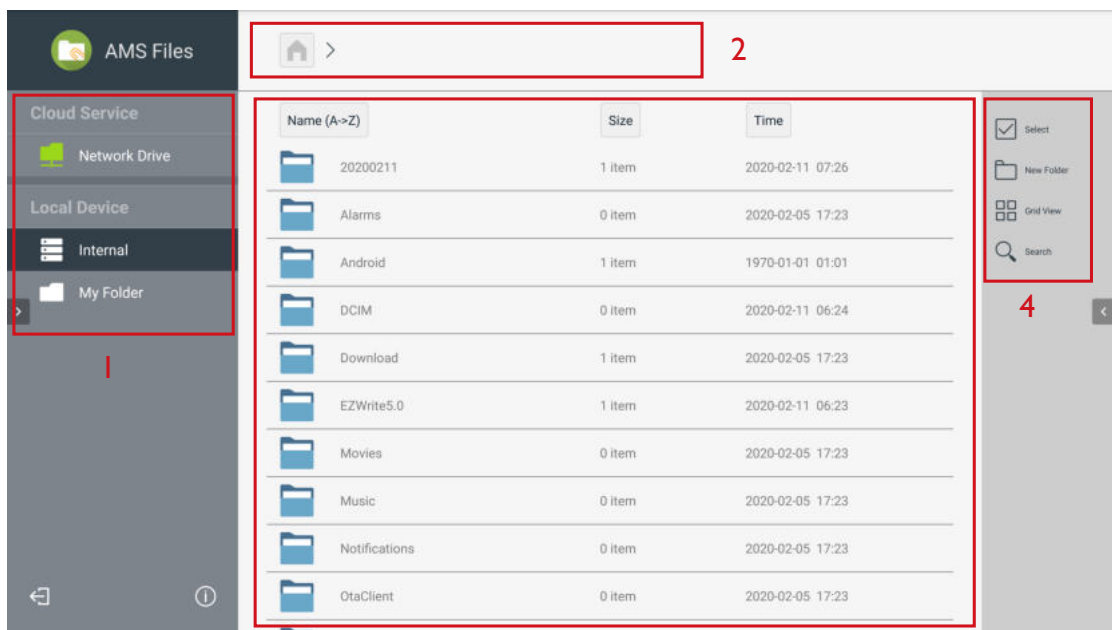 AMS Files
2
Cloud Service
Network Drive
Local Device
Internal
My Folder
1
Name (A->Z) Size Time
20200211 1 item 2020-02-11 07:26
Alarms 0 item 2020-02-05 17:23
Android 1 item 1970-01-01 01:01
DCIM 0 item 2020-02-11 06:24
Download 1 item 2020-02-05 17:23
EZWrite5.0 1 item 2020-02-11 06:23
Movies 0 item 2020-02-05 17:23
Music 0 item 2020-02-05 17:23
Notifications 0 item 2020-02-05 17:23
OtaClient 0 item 2020-02-05 17:23
Select
New Folder
Grid View
Search
4